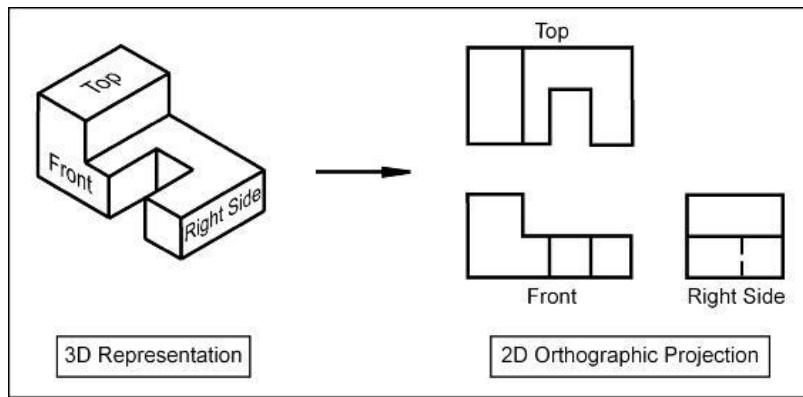 Top
Front
Right Side
3D Representation
Top
Front
Right Side
2D Orthographic Projection